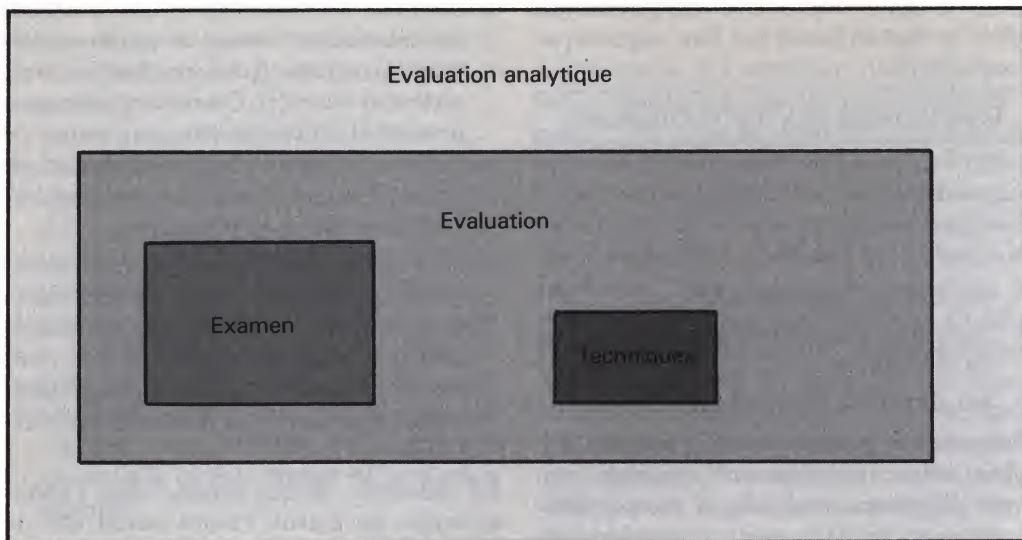 Evaluation analytique
Evaluation
Examen
Techniques